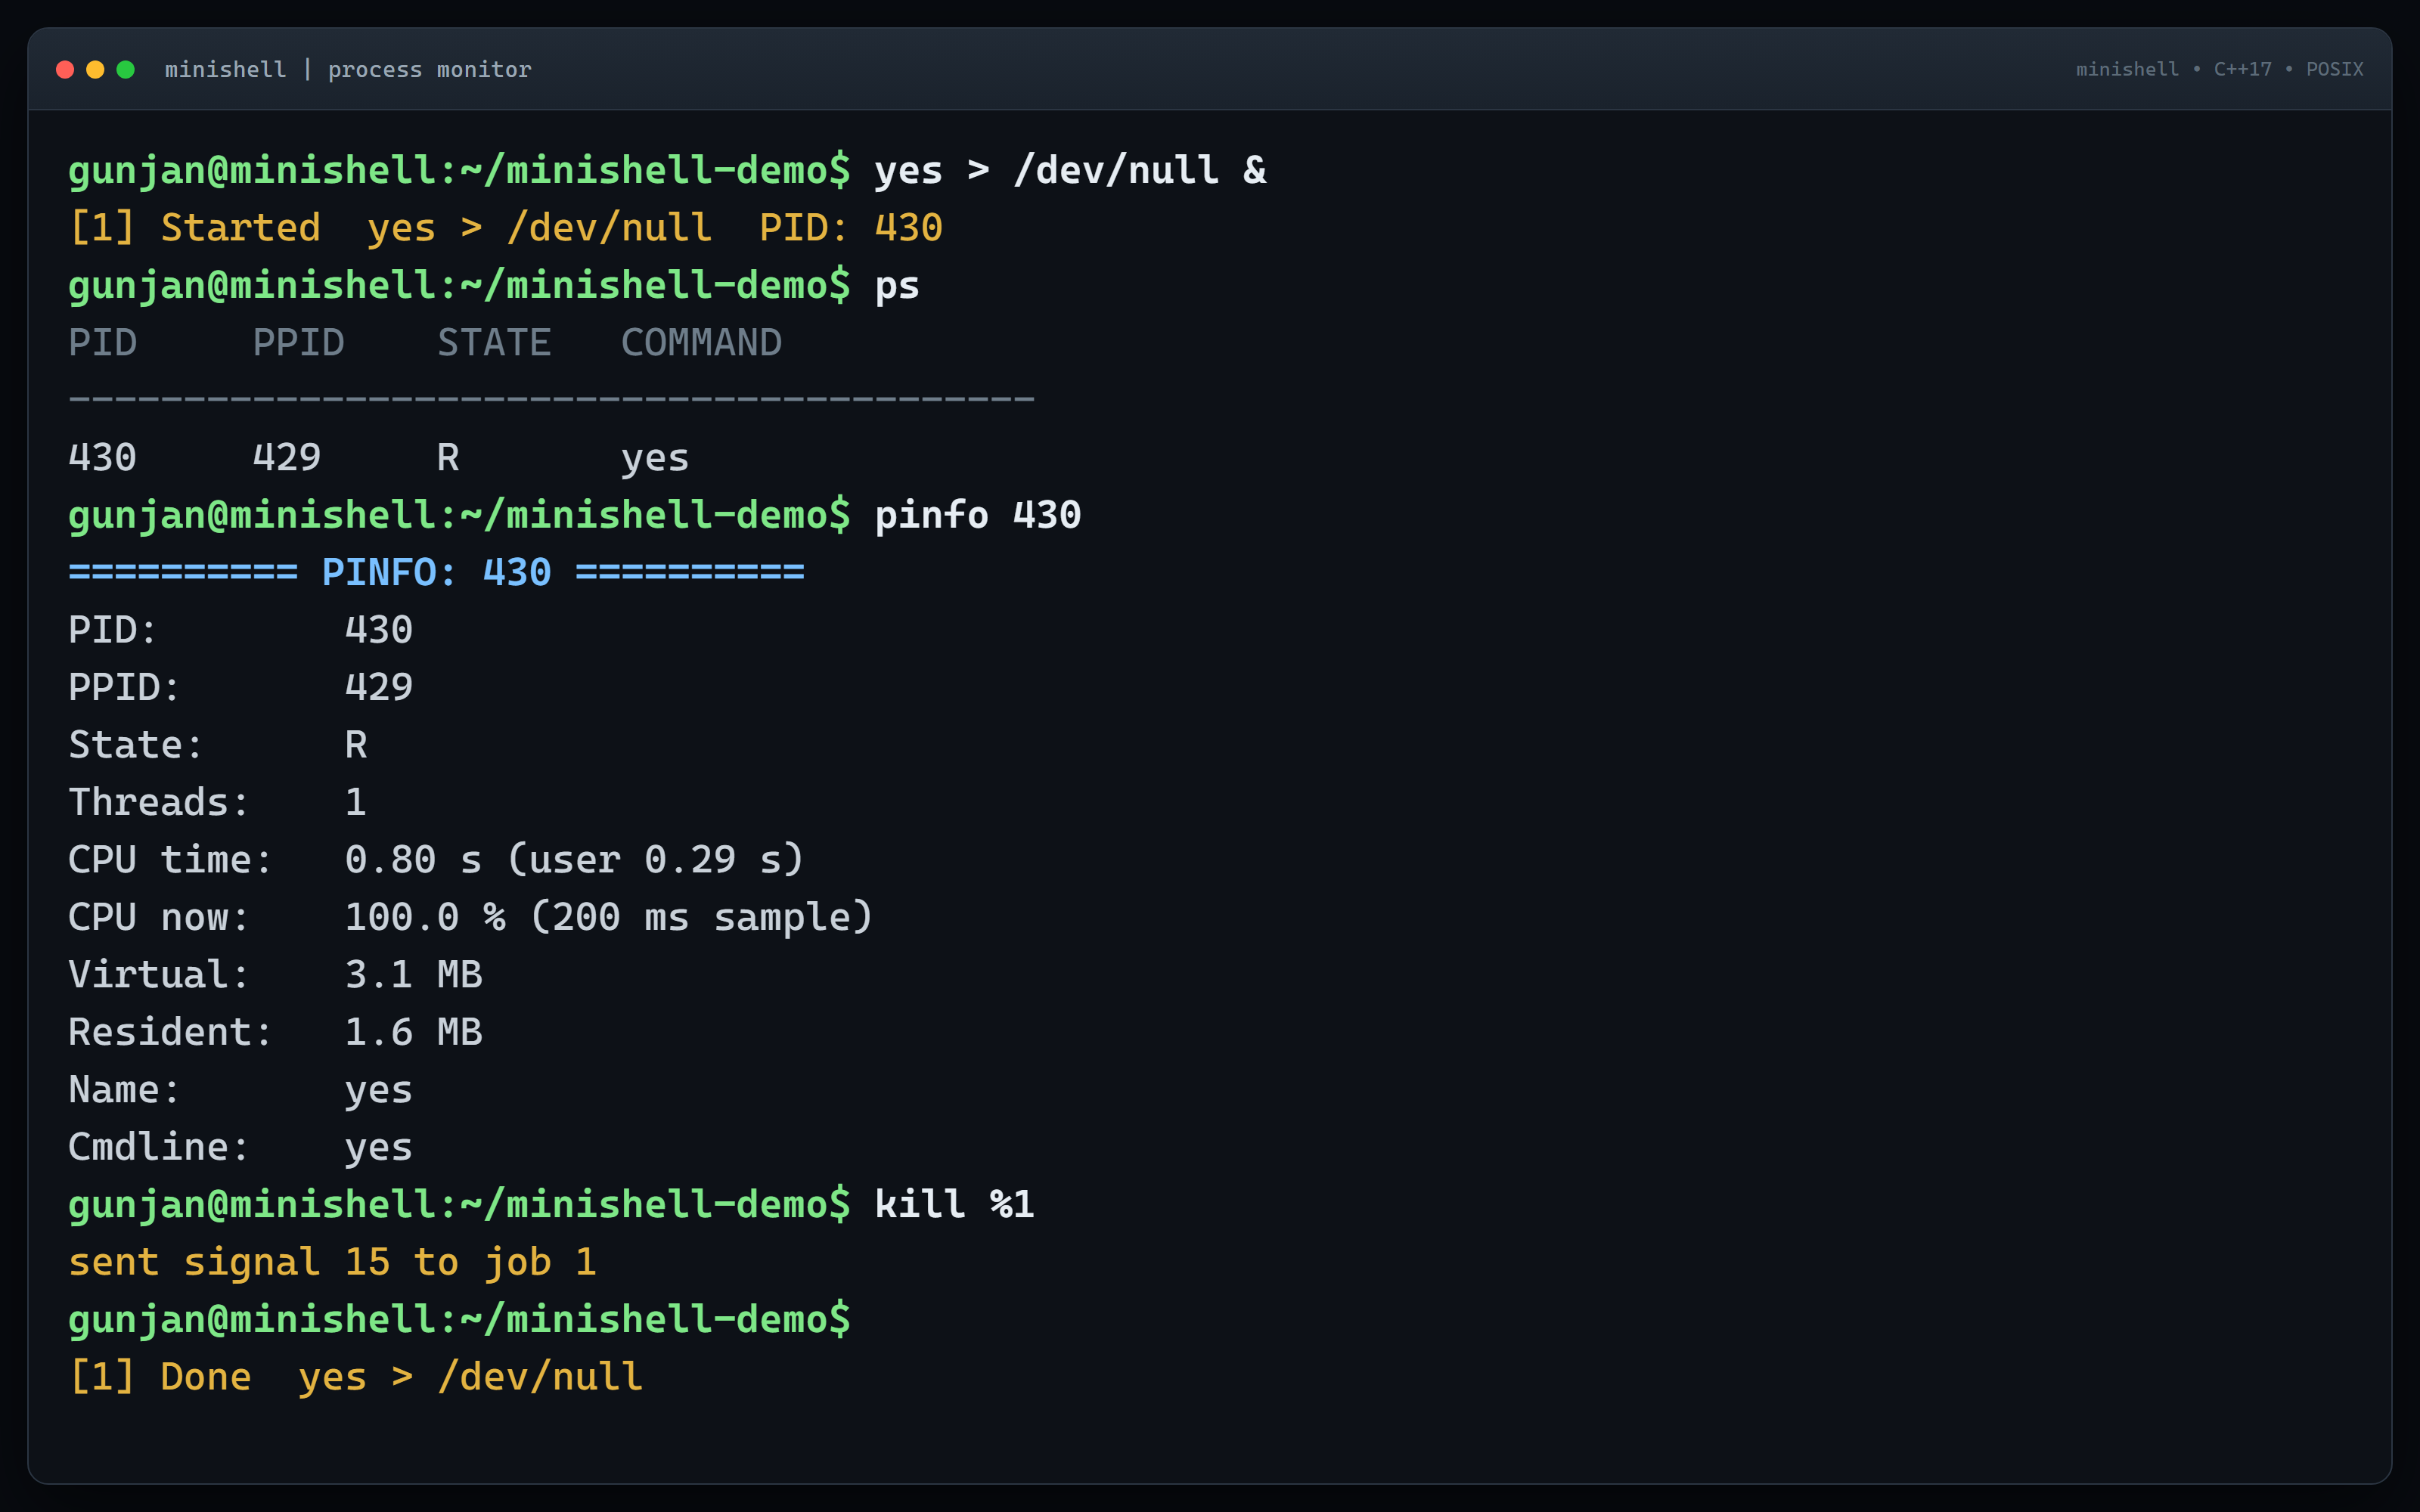 minishell | process monitor
minishell • C++17 • POSIX
gunjan@minishell:~/minishell-demo$ yes > /dev/null &
[1] Started  yes > /dev/null  PID: 430
gunjan@minishell:~/minishell-demo$ ps
PID     PPID    STATE   COMMAND
------------------------------------------
430     429     R       yes
gunjan@minishell:~/minishell-demo$ pinfo 430
========== PINFO: 430 ==========
PID:        430
PPID:       429
State:      R
Threads:    1
CPU time:   0.80 s (user 0.29 s)
CPU now:    100.0 % (200 ms sample)
Virtual:    3.1 MB
Resident:   1.6 MB
Name:       yes
Cmdline:    yes
gunjan@minishell:~/minishell-demo$ kill %1
sent signal 15 to job 1
gunjan@minishell:~/minishell-demo$
[1] Done  yes > /dev/null